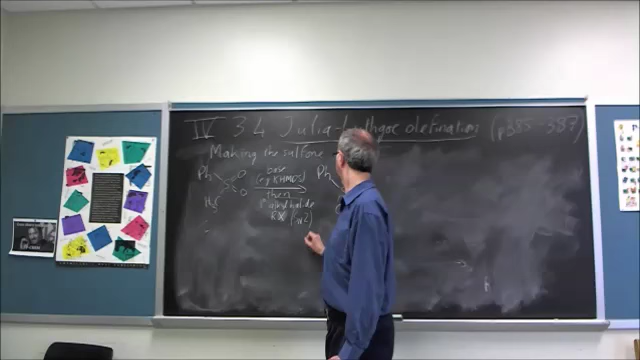 IV 3 4 Julia-Lythgoe olefination (p385-387)
Making the sulfone
Ph
base
(eg KHMDS)
then
1° alkyl halide
RX (SN2)
O
O
H3C
Ph